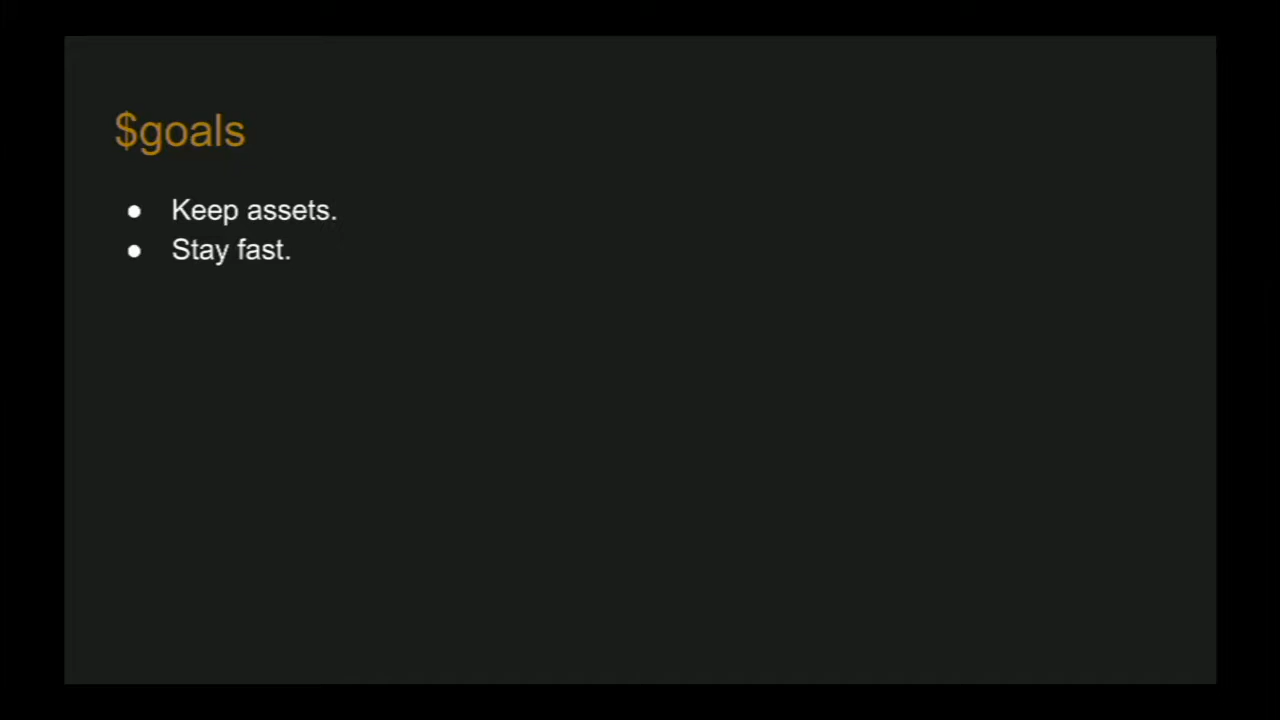 $goals
● Keep assets.
● Stay fast.